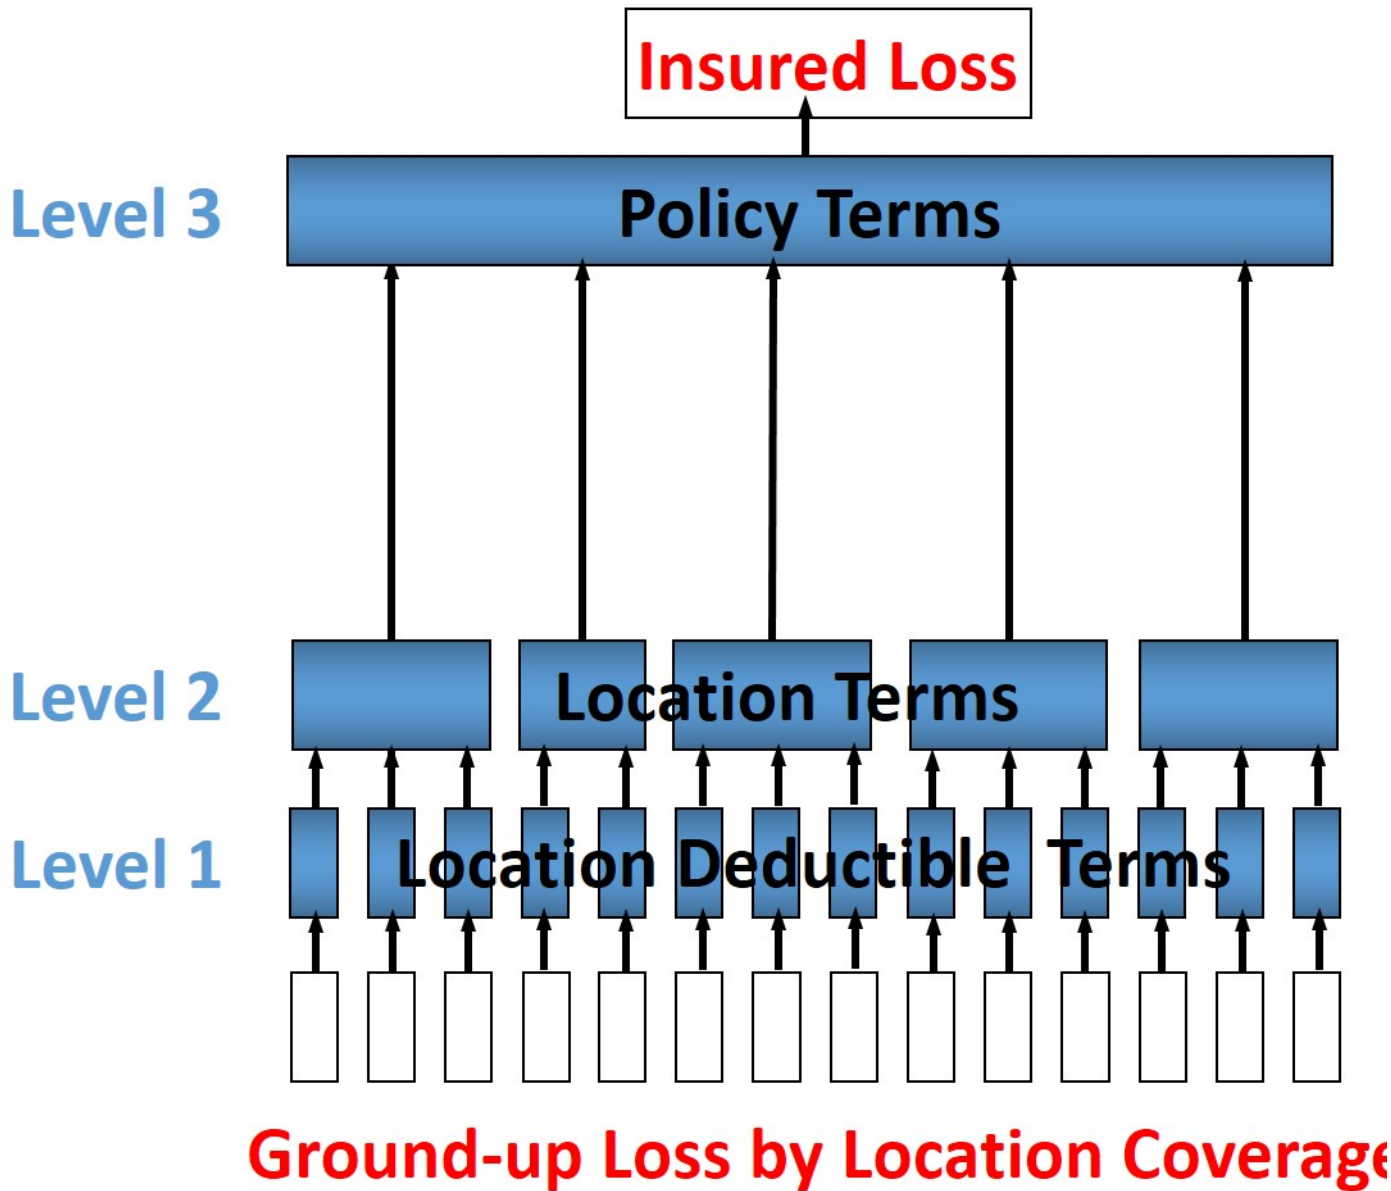 Insured Loss
Level 3
Policy Terms
Level 2
Location Terms
Level 1
Location Deductible Terms
Ground-up Loss by Location Coverage